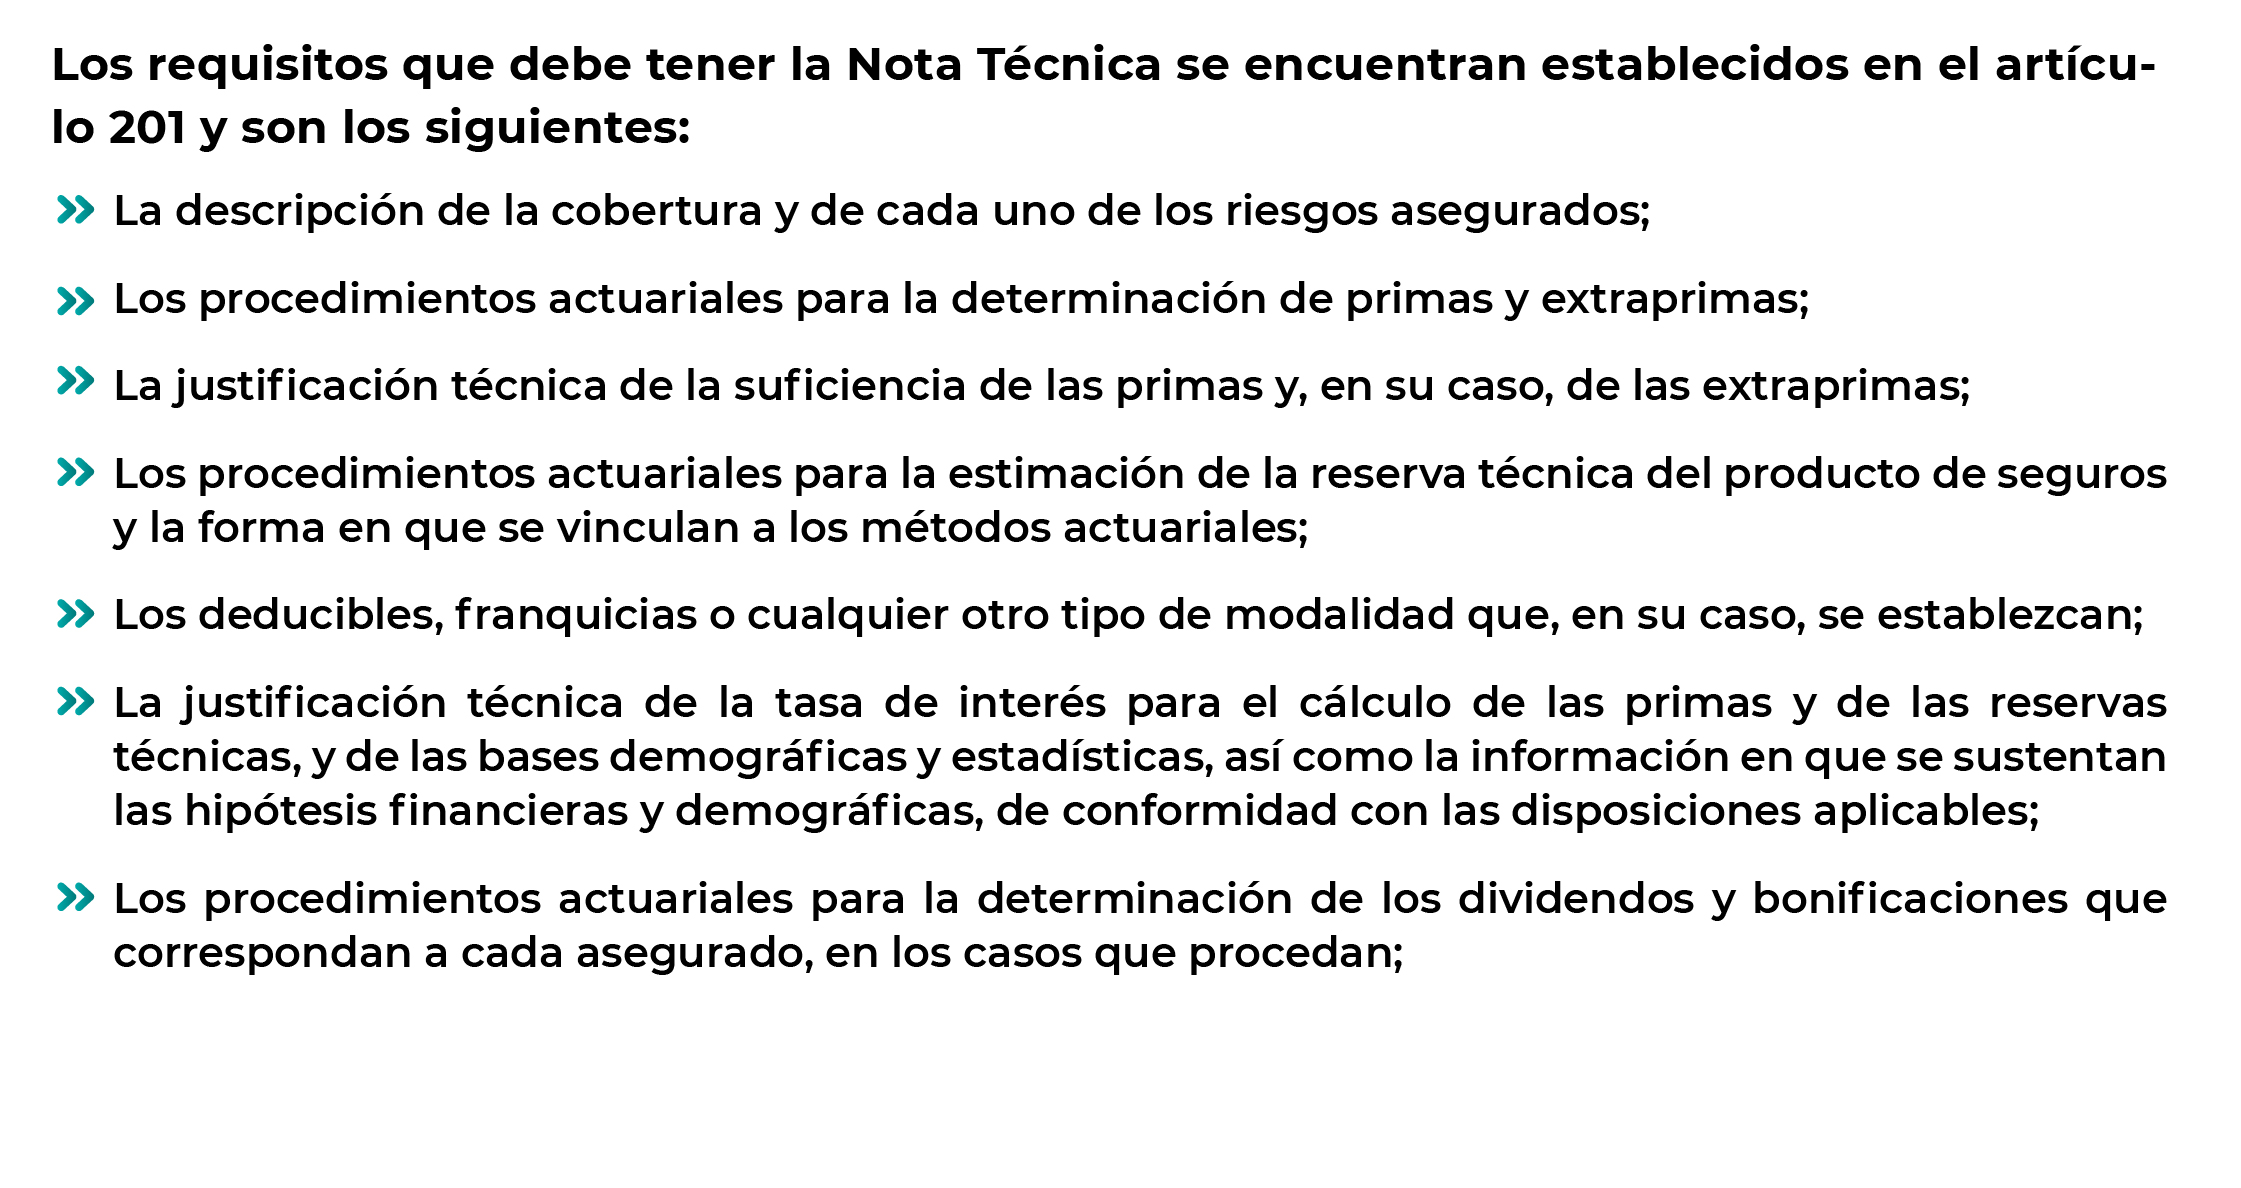 Los requisitos que debe tener la Nota Técnica se encuentran establecidos en el artícu-
lo 201 y son los siguientes:
La descripción de la cobertura y de cada uno de los riesgos asegurados;
Los procedimientos actuariales para la determinación de primas y extraprimas;
La justificación técnica de la suficiencia de las primas y, en su caso, de las extraprimas;
Los procedimientos actuariales para la estimación de la reserva técnica del producto de seguros
y la forma en que se vinculan a los métodos actuariales;
Los deducibles, franquicias o cualquier otro tipo de modalidad que, en su caso, se establezcan;
La justificación técnica de la tasa de interés para el cálculo de las primas y de las reservas
técnicas, y de las bases demográficas y estadísticas, así como la información en que se sustentan
las hipótesis financieras y demográficas, de conformidad con las disposiciones aplicables;
Los procedimientos actuariales para la determinación de los dividendos y bonificaciones que
correspondan a cada asegurado, en los casos que procedan;